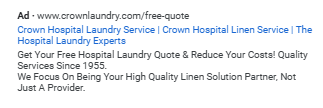 Ad · www.crownlaundry.com/free-quote
Crown Hospital Laundry Service | Crown Hospital Linen Service | The
Hospital Laundry Experts
Get Your Free Hospital Laundry Quote & Reduce Your Costs! Quality
Services Since 1955.
We Focus On Being Your High Quality Linen Solution Partner, Not
Just A Provider.